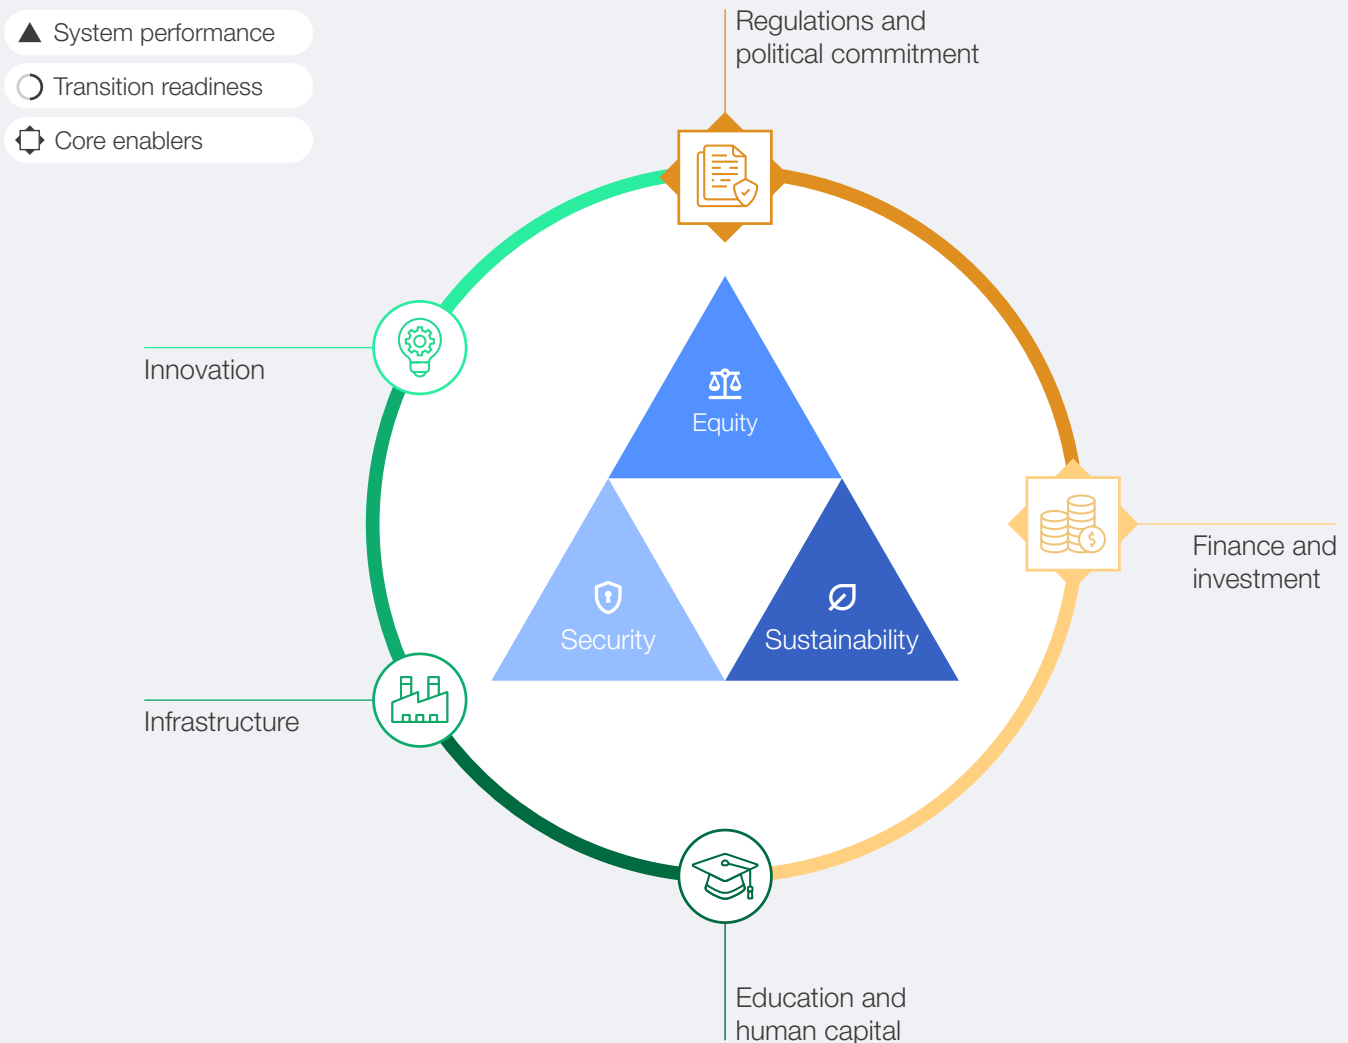 System performance
Transition readiness
Core enablers
Regulations and
political commitment
Innovation
Equity
Finance and
investment
Security
Sustainability
Infrastructure
Education and
human capital